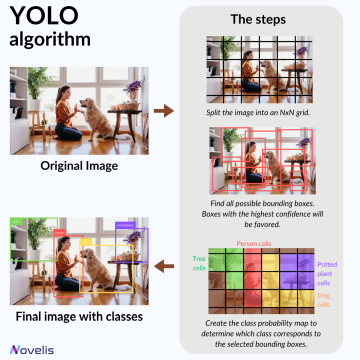 YOLO
algorithm
Original Image
The steps
Split the image into an NxN grid.
Find all possible bounding boxes.
Boxes with the highest confidence will
be favored.
Person cells
Tree
cells
Potted
plant
cells
Dog
cells
Create the class probability map to
determine which class corresponds to
the selected bounding boxes.
Final image with classes
Novelis